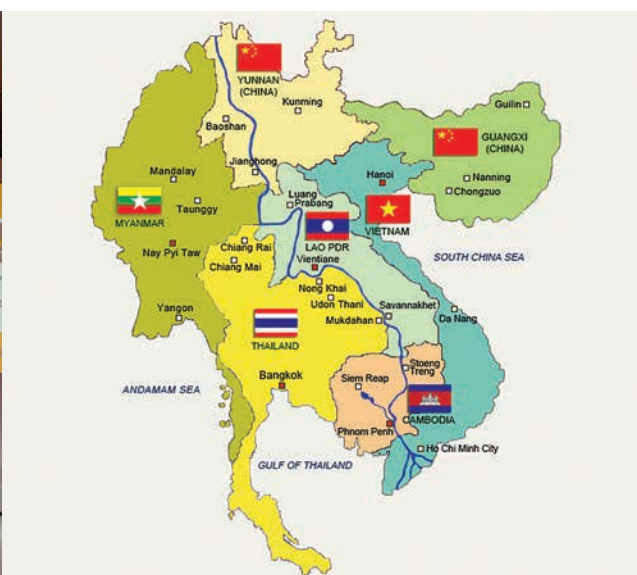 YUNNAN
(CHINA)
Kunming
Baoshan
Jianghong
Guilin
GUANGXI
(CHINA)
Nanning
Chongzuo
Hanoi
Mandalay
Taunggy
MYANMAR
Nay Pyi Taw
Yangon
Luang
Prabang
LAO PDR
Vientiane
VIETNAM
SOUTH CHINA SEA
Chiang Rai
Chiang Mai
Nong Khai
Udon Thani
Savannakhet
Mukdahan
Da Nang
THAILAND
Bangkok
ANDAMAM SEA
Siem Reap
Stoeng
Treng
CAMBODIA
Phnom Penh
Ho Chi Minh City
GULF OF THAILAND